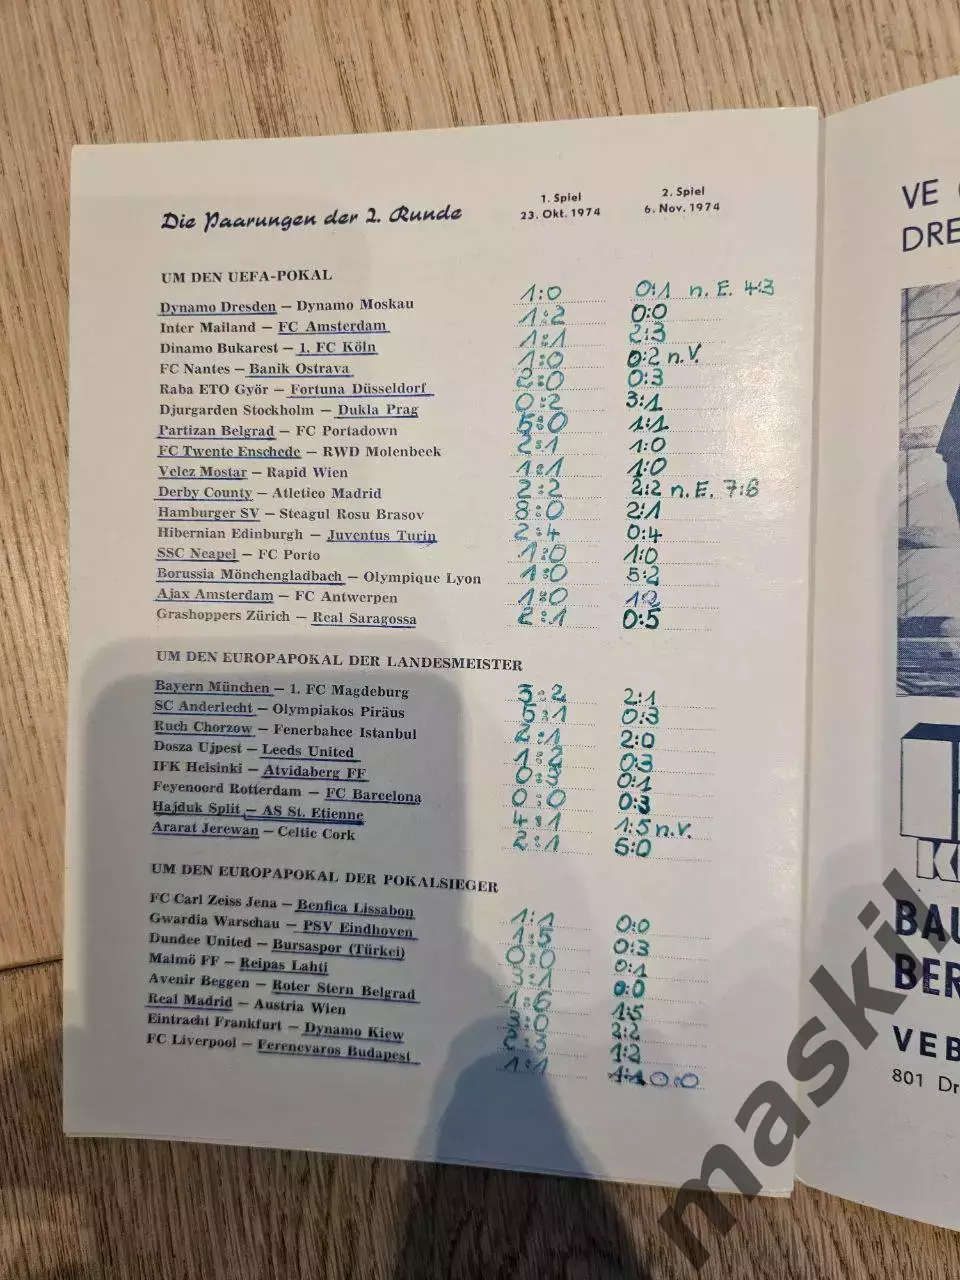 Die Paarungen der 2. Runde
1. Spiel 23. Okt. 1974
2. Spiel 6. Nov. 1974
UM DEN UEFA-POKAL
Dynamo Dresden — Dynamo Moskau 1:0 0:1 n. E. 4:3
Inter Mailand — FC Amsterdam 1:2 0:0
Dinamo Bukarest — 1. FC Köln 1:1 2:3
FC Nantes — Banik Ostrava 1:0 0:2 n.V.
Raba ETO Györ — Fortuna Düsseldorf 2:0 0:3
Djurgarden Stockholm — Dukla Prag 0:2 3:1
Partizan Belgrad — FC Portadown 5:0 1:1
FC Twente Enschede — RWD Molenbeek 2:1 1:0
Velez Mostar — Rapid Wien 1:1 1:0
Derby County — Atletico Madrid 2:2 2:2 n. E. 7:8
Hamburger SV — Steagul Rosu Brasov 8:0 2:1
Hibernian Edinburgh — Juventus Turin 2:4 0:4
SSC Neapel — FC Porto 1:0 1:0
Borussia Mönchengladbach — Olympique Lyon 1:0 5:2
Ajax Amsterdam — FC Antwerpen 1:0 1:2
Grashoppers Zürich — Real Saragossa 2:1 0:5
UM DEN EUROPAPOKAL DER LANDESMEISTER
Bayern München — 1. FC Magdeburg 3:2 2:1
SC Anderlecht — Olympiakos Piräus 5:1 0:3
Ruch Chorzow — Fenerbahce Istanbul 2:1 2:0
Dosza Ujpest — Leeds United 1:2 0:3
IFK Helsinki — Atvidaberg FF 0:3 0:1
Feyenoord Rotterdam — FC Barcelona 0:0 0:3
Hajduk Split — AS St. Etienne 4:1 1:5 n.V.
Ararat Jerewan — Celtic Cork 2:1 5:0
UM DEN EUROPAPOKAL DER POKALSIEGER
FC Carl Zeiss Jena — Benfica Lissabon 1:1 0:0
Gwardia Warschau — PSV Eindhoven 1:5 0:3
Dundee United — Bursaspor (Türkei) 0:0 0:1
Malmö FF — Reipas Lahti 3:1 0:0
Avenir Beggen — Roter Stern Belgrad 1:6 1:5
Real Madrid — Austria Wien 3:0 2:2
Eintracht Frankfurt — Dynamo Kiew 2:3 1:2
FC Liverpool — Ferencvaros Budapest 1:1 1:1 0:0
VE
DRE
K
BAU
BER
VEB
801 Dr
maskil